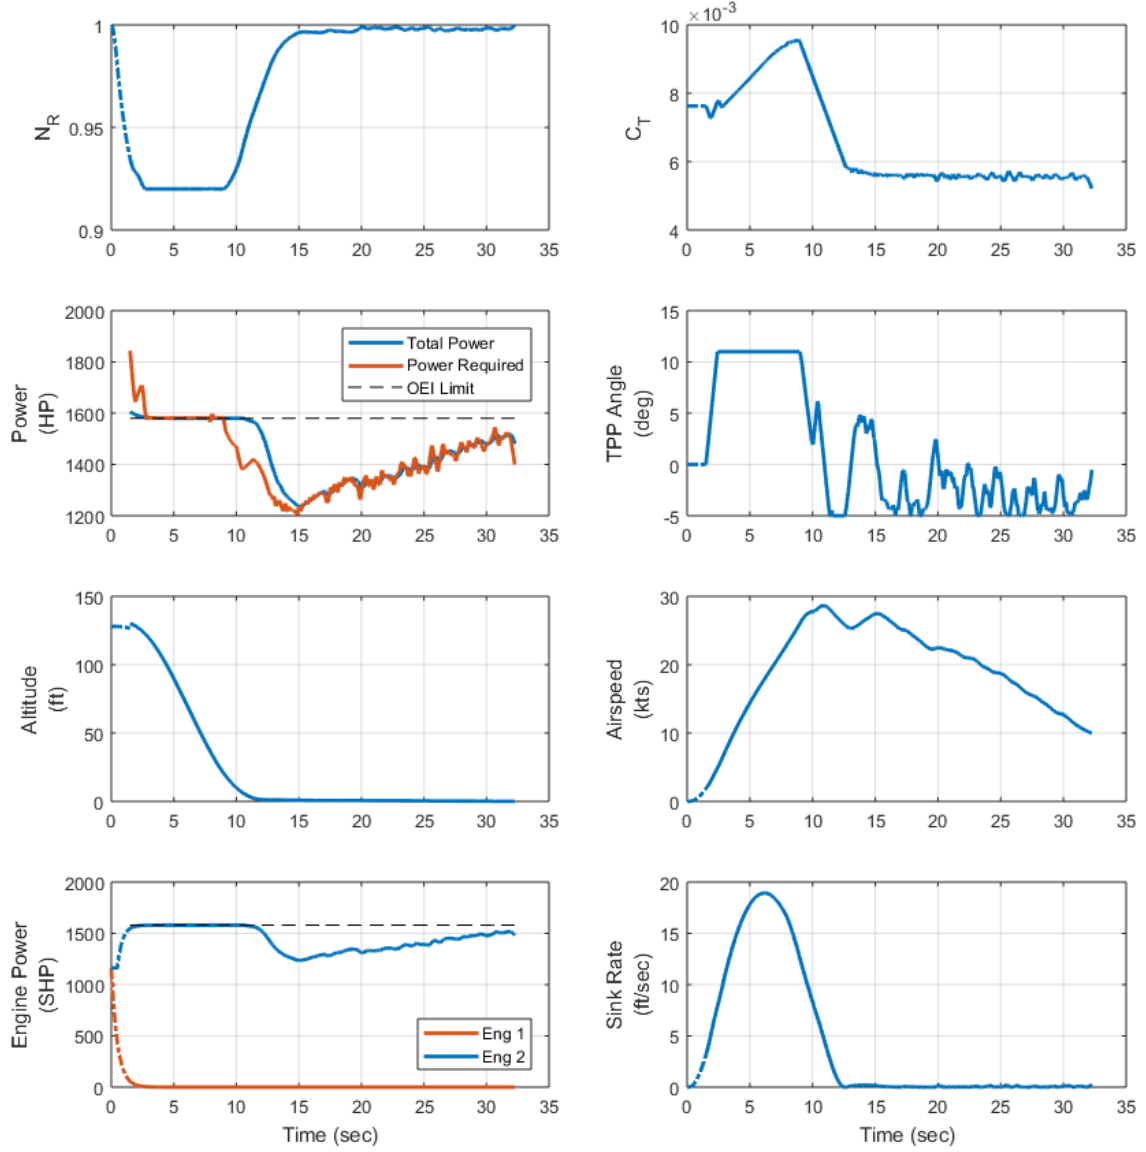 1
0.95
0.9
N_R
0 5 10 15 20 25 30 35
×10^-3
10
8
6
4
C_T
0 5 10 15 20 25 30 35
2000
1800
1600
1400
1200
Power
(HP)
Total Power
Power Required
OEI Limit
0 5 10 15 20 25 30 35
15
10
5
0
-5
TPP Angle
(deg)
0 5 10 15 20 25 30 35
150
100
50
0
Altitude
(ft)
0 5 10 15 20 25 30 35
30
20
10
0
Airspeed
(kts)
0 5 10 15 20 25 30 35
2000
1500
1000
500
0
Engine Power
(SHP)
Eng 1
Eng 2
0 5 10 15 20 25 30 35
Time (sec)
20
15
10
5
0
Sink Rate
(ft/sec)
0 5 10 15 20 25 30 35
Time (sec)